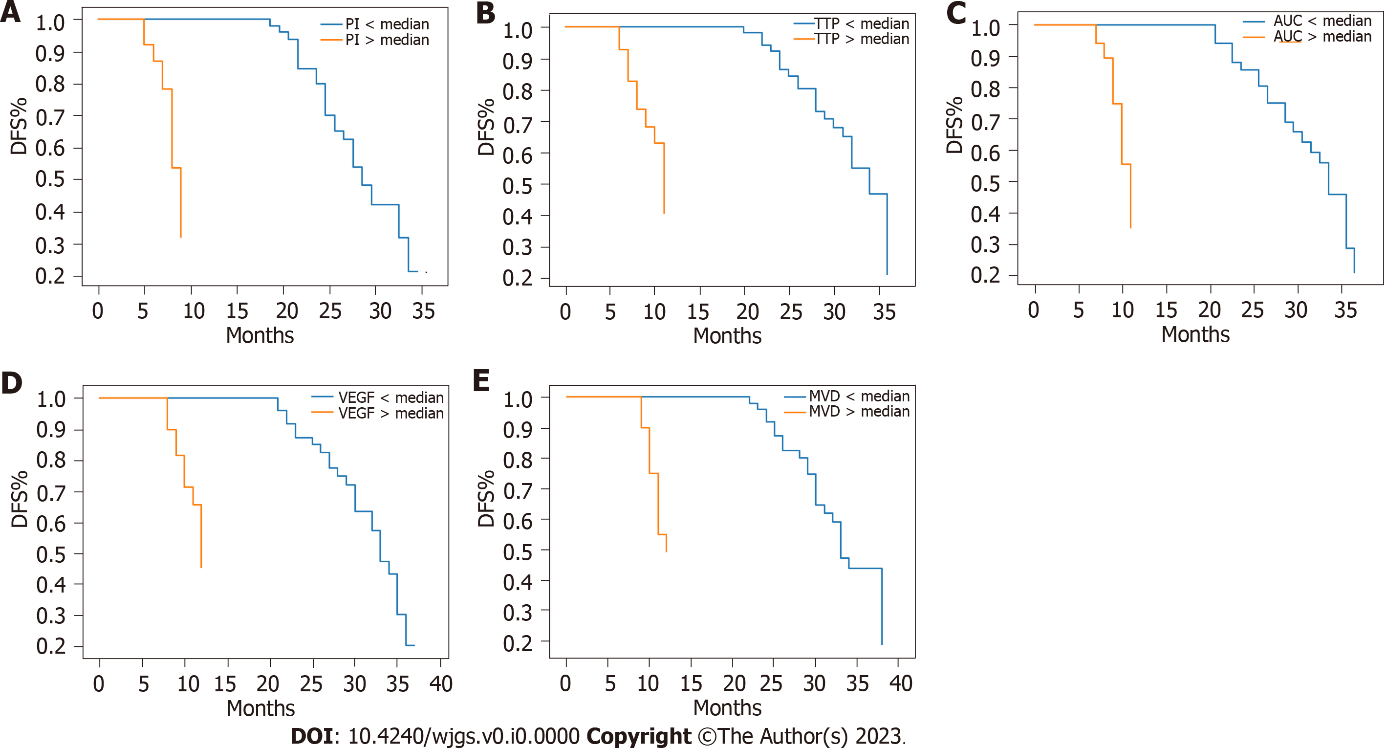 A
PI < median
PI > median
DFS%
1.0
0.9
0.8
0.7
0.6
0.5
0.4
0.3
0.2
0 5 10 15 20 25 30 35
Months
B
TTP < median
TTP > median
DFS%
1.0
0.9
0.8
0.7
0.6
0.5
0.4
0.3
0.2
0 5 10 15 20 25 30 35
Months
C
AUC < median
AUC > median
DFS%
1.0
0.9
0.8
0.7
0.6
0.5
0.4
0.3
0.2
0 5 10 15 20 25 30 35
Months
D
VEGF < median
VEGF > median
DFS%
1.0
0.9
0.8
0.7
0.6
0.5
0.4
0.3
0.2
0 5 10 15 20 25 30 35 40
Months
E
MVD < median
MVD > median
DFS%
1.0
0.9
0.8
0.7
0.6
0.5
0.4
0.3
0.2
0 5 10 15 20 25 30 35 40
Months
DOI: 10.4240/wjgs.v0.i0.0000 Copyright ©The Author(s) 2023.